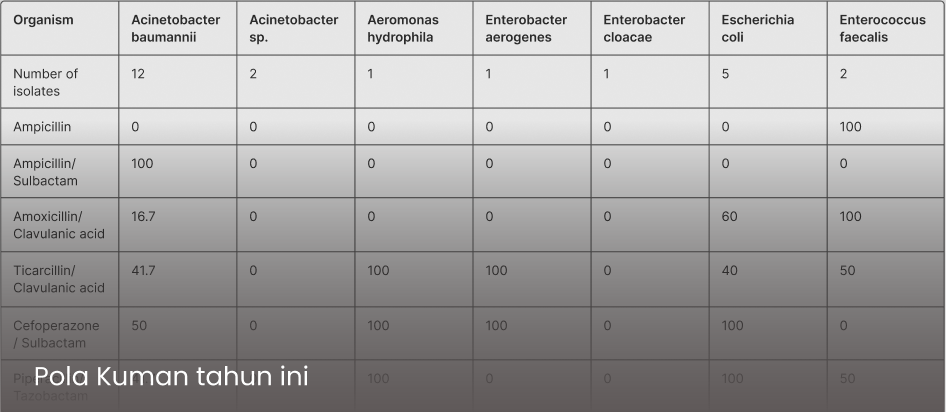 Organism Acinetobacter baumannii Acinetobacter sp. Aeromonas hydrophila Enterobacter aerogenes Enterobacter cloacae Escherichia coli Enterococcus faecalis
Number of isolates 12 2 1 1 1 5 2
Ampicillin 0 0 0 0 0 0 100
Ampicillin/ Sulbactam 100 0 0 0 0 0 0
Amoxicillin/ Clavulanic acid 16.7 0 0 0 0 60 100
Ticarcillin/ Clavulanic acid 41.7 0 100 100 0 40 50
Cefoperazone / Sulbactam 50 0 100 100 0 100 0
Tazobactam 100 0 0 100 50
Pola Kuman tahun ini